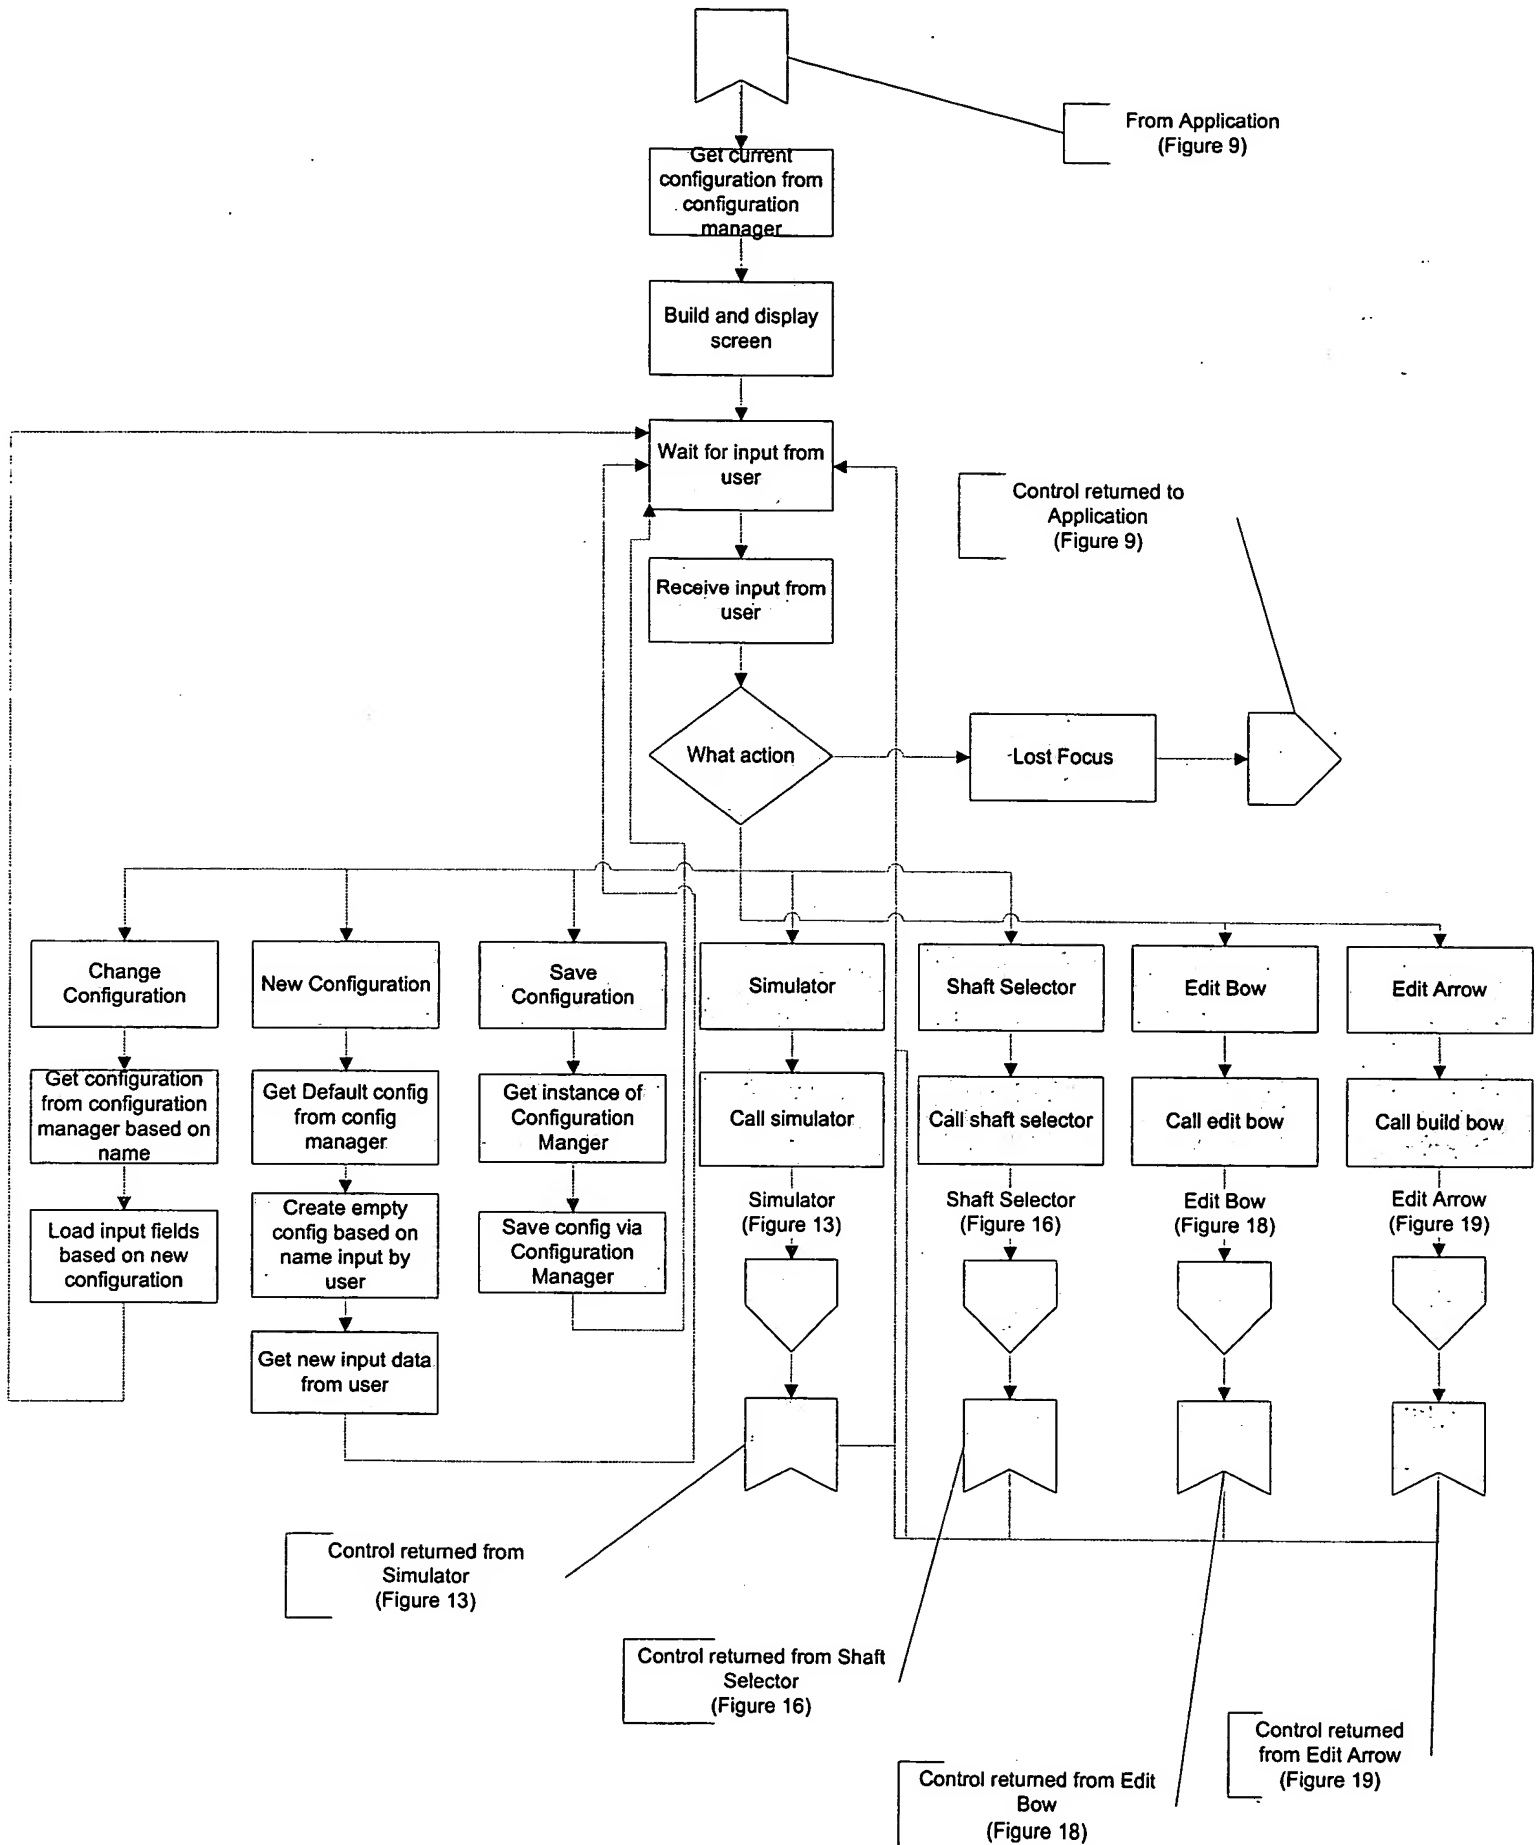 From Application
(Figure 9)
Get current
configuration from
configuration
manager
Build and display
screen
Wait for input from
user
Control returned to
Application
(Figure 9)
Receive input from
user
What action
Lost Focus
Change
Configuration
New Configuration
Save
Configuration
Simulator
Shaft Selector
Edit Bow
Edit Arrow
Get configuration
from configuration
manager based on
name
Get Default config
from config
manager
Get instance of
Configuration
Manger
Call simulator
Call shaft selector
Call edit bow
Call build bow
Load input fields
based on new
configuration
Create empty
config based on
name input by
user
Save config via
Configuration
Manager
Simulator
(Figure 13)
Shaft Selector
(Figure 16)
Edit Bow
(Figure 18)
Edit Arrow
(Figure 19)
Get new input data
from user
Control returned from
Simulator
(Figure 13)
Control returned from Shaft
Selector
(Figure 16)
Control returned from Edit
Bow
(Figure 18)
Control returned
from Edit Arrow
(Figure 19)